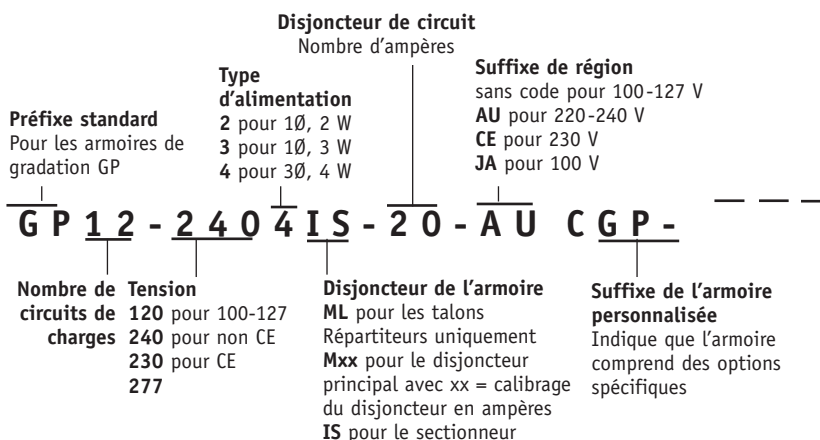 Disjoncteur de circuit
Nombre d'ampères
Type
d'alimentation
2 pour 1Ø, 2 W
3 pour 1Ø, 3 W
4 pour 3Ø, 4 W
Suffixe de région
sans code pour 100-127 V
AU pour 220-240 V
CE pour 230 V
JA pour 100 V
Préfixe standard
Pour les armoires de
gradation GP
GP12-2404IS-20-AU CGP-
Nombre de
circuits de
charges
Tension
120 pour 100-127
240 pour non CE
230 pour CE
277
Disjoncteur de l'armoire
ML pour les talons
Répartiteurs uniquement
Mxx pour le disjoncteur
principal avec xx = calibrage
du disjoncteur en ampères
IS pour le sectionneur
Suffixe de l'armoire
personnalisée
Indique que l'armoire
comprend des options
spécifiques